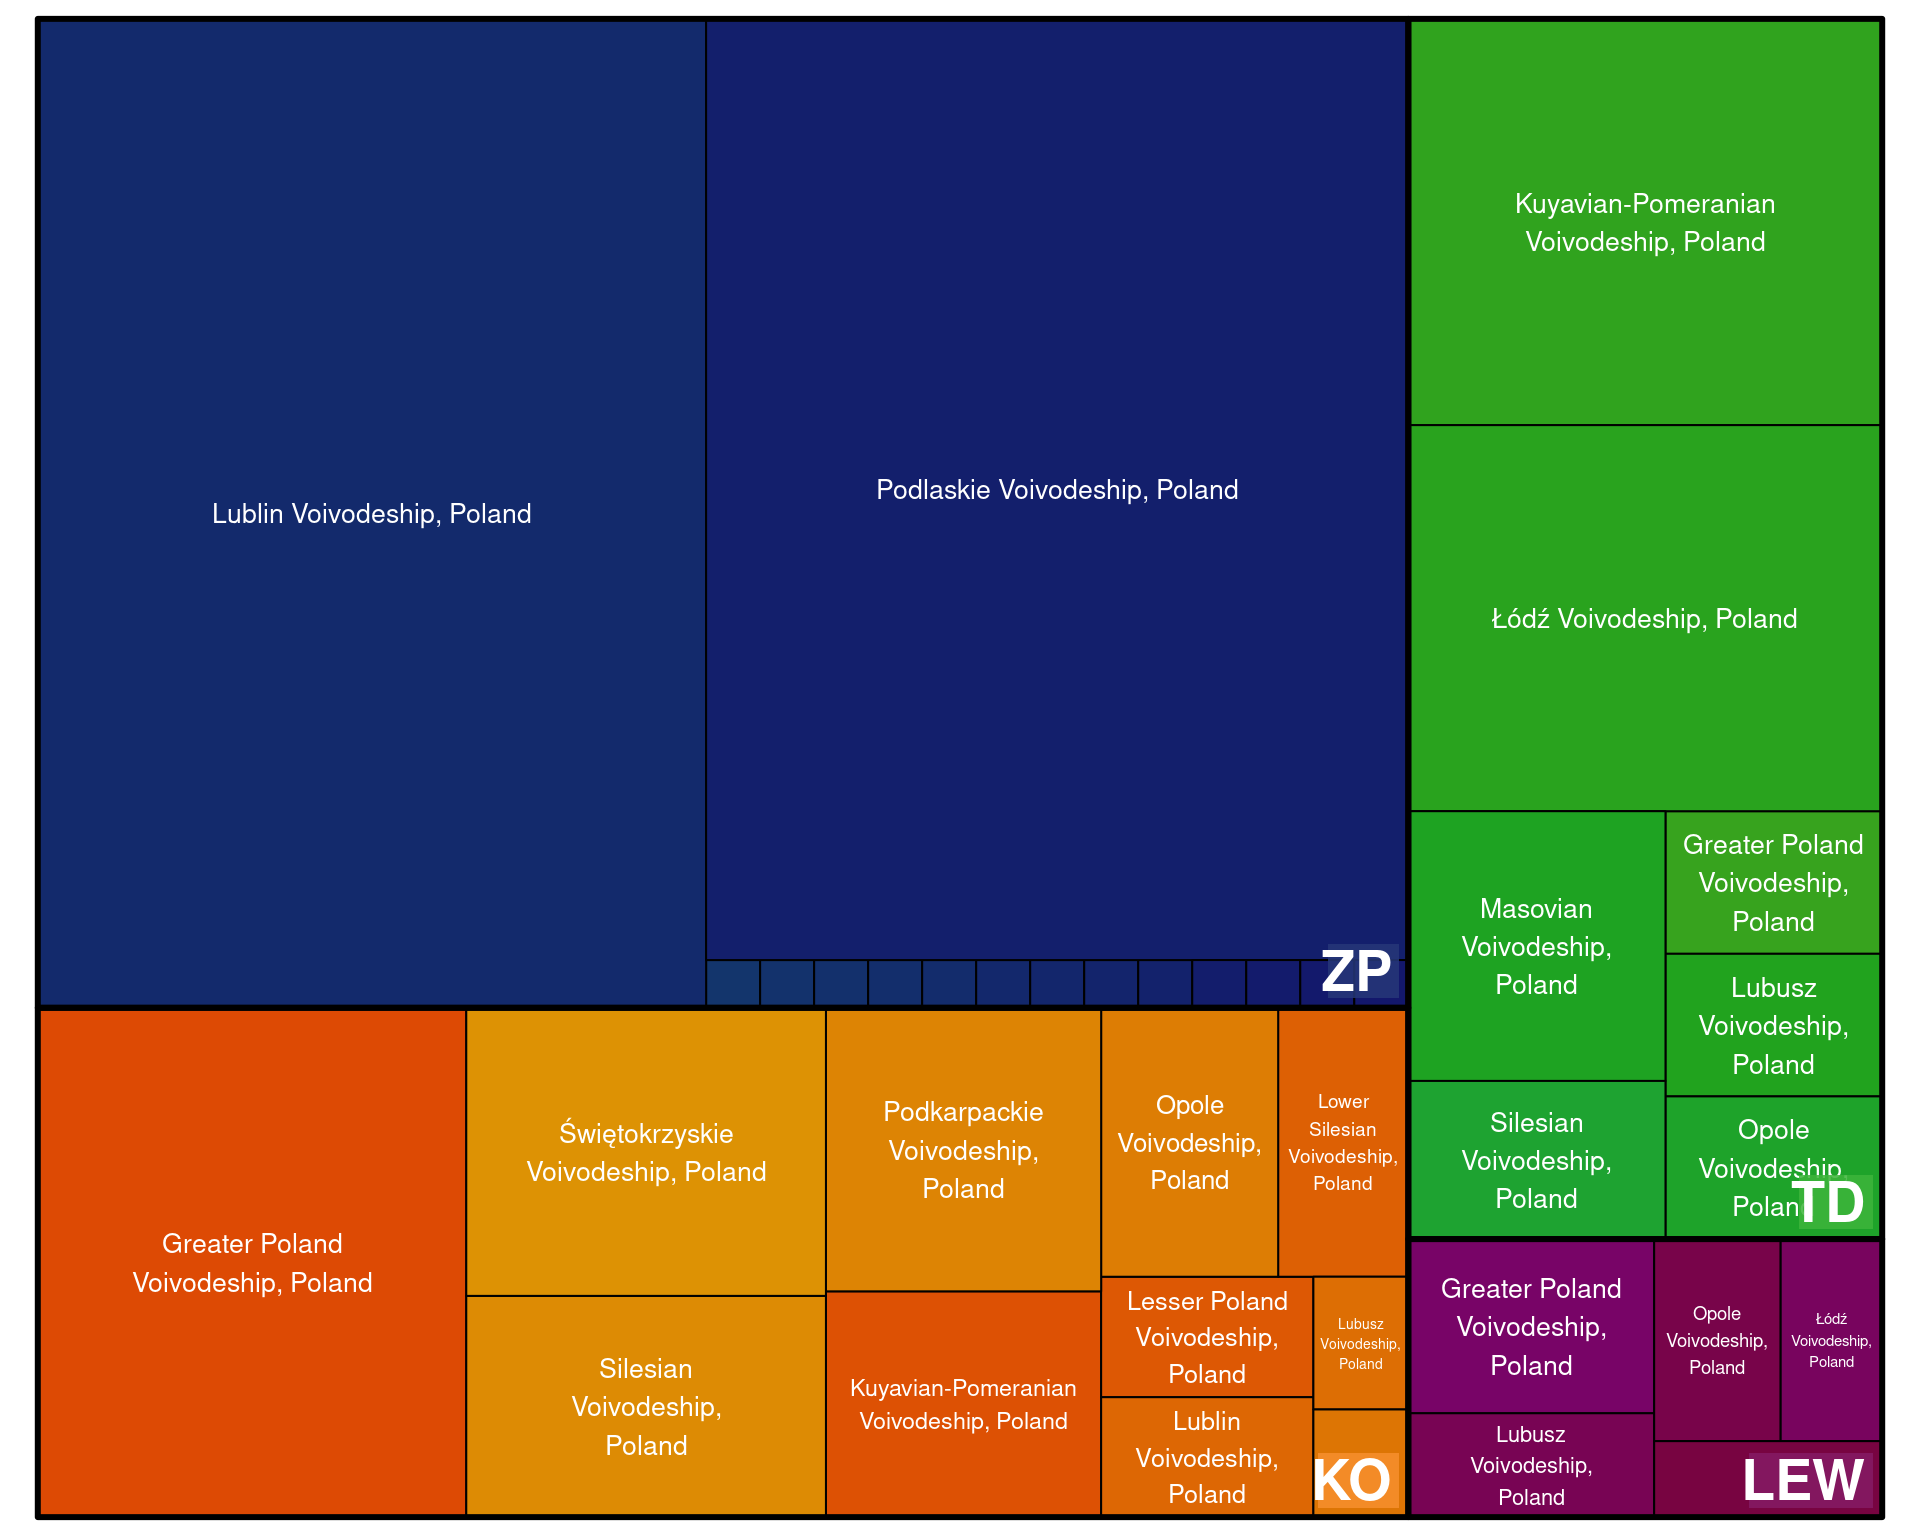 Lublin Voivodeship, Poland
Podlaskie Voivodeship, Poland
ZP
Kuyavian-Pomeranian
Voivodeship, Poland
Łódź Voivodeship, Poland
Masovian
Voivodeship,
Poland
Greater Poland
Voivodeship,
Poland
Lubusz
Voivodeship,
Poland
Silesian
Voivodeship,
Poland
Opole
Voivodeship,
Poland
TD
Greater Poland
Voivodeship, Poland
Świętokrzyskie
Voivodeship, Poland
Silesian
Voivodeship,
Poland
Podkarpackie
Voivodeship,
Poland
Kuyavian-Pomeranian
Voivodeship, Poland
Opole
Voivodeship,
Poland
Lower
Silesian
Voivodeship,
Poland
Lesser Poland
Voivodeship,
Poland
Lubusz
Voivodeship,
Poland
Lublin
Voivodeship,
Poland
KO
Greater Poland
Voivodeship,
Poland
Opole
Voivodeship,
Poland
Łódź
Voivodeship,
Poland
Lubusz
Voivodeship,
Poland
LEW